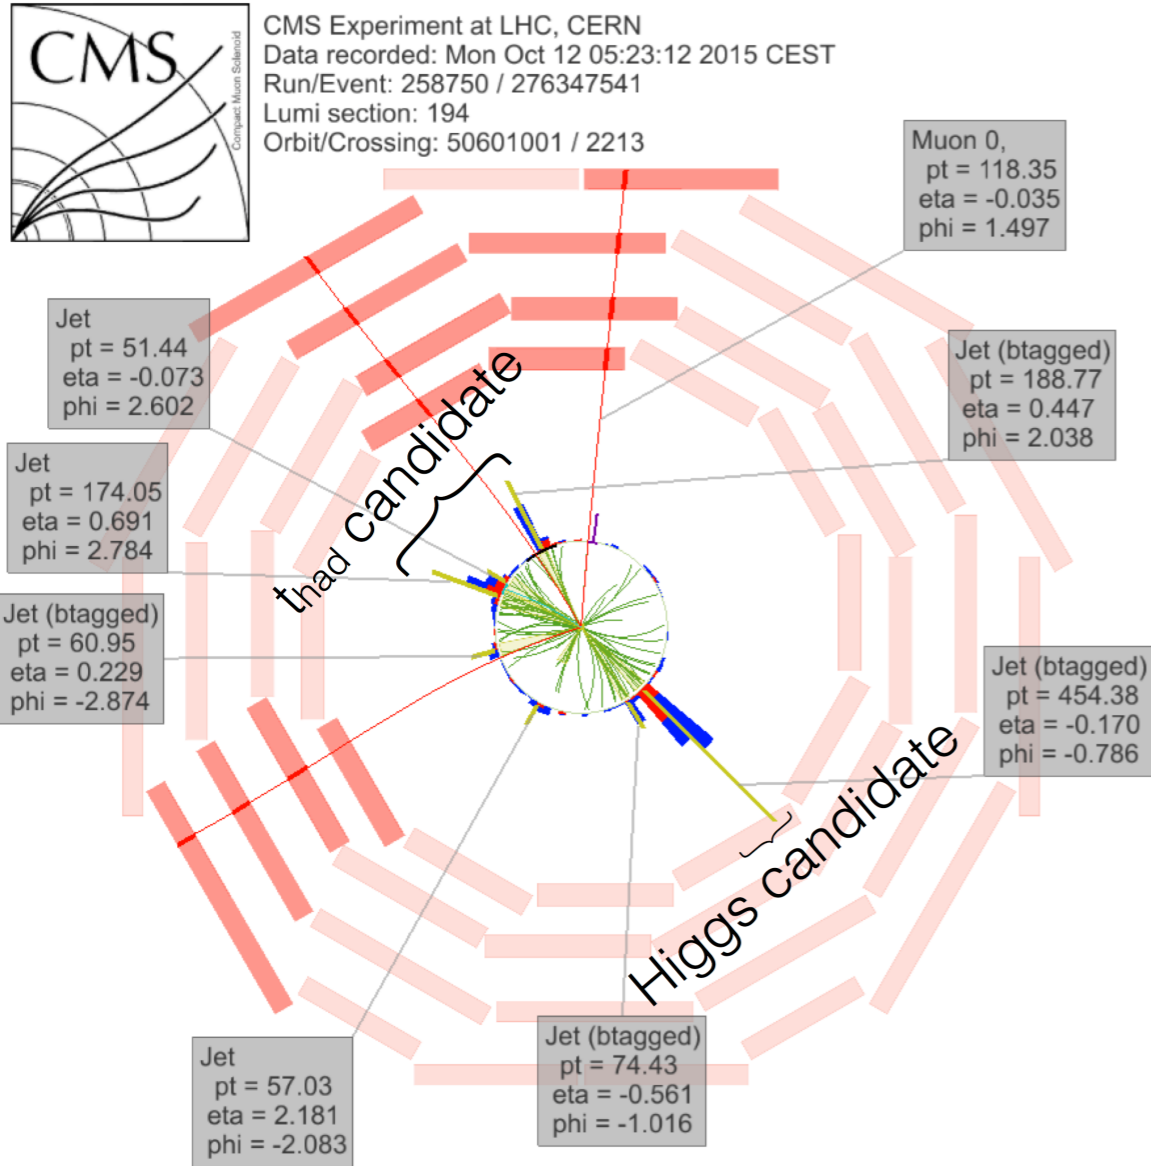 CMS
Compact Muon Solenoid
CMS Experiment at LHC, CERN
Data recorded: Mon Oct 12 05:23:12 2015 CEST
Run/Event: 258750 / 276347541
Lumi section: 194
Orbit/Crossing: 50601001 / 2213
Muon 0,
pt = 118.35
eta = -0.035
phi = 1.497
Jet
pt = 51.44
eta = -0.073
phi = 2.602
Jet (btagged)
pt = 188.77
eta = 0.447
phi = 2.038
thad candidate
Jet
pt = 174.05
eta = 0.691
phi = 2.784
Jet (btagged)
pt = 60.95
eta = 0.229
phi = -2.874
Jet (btagged)
pt = 454.38
eta = -0.170
phi = -0.786
Higgs candidate
Jet
pt = 57.03
eta = 2.181
phi = -2.083
Jet (btagged)
pt = 74.43
eta = -0.561
phi = -1.016